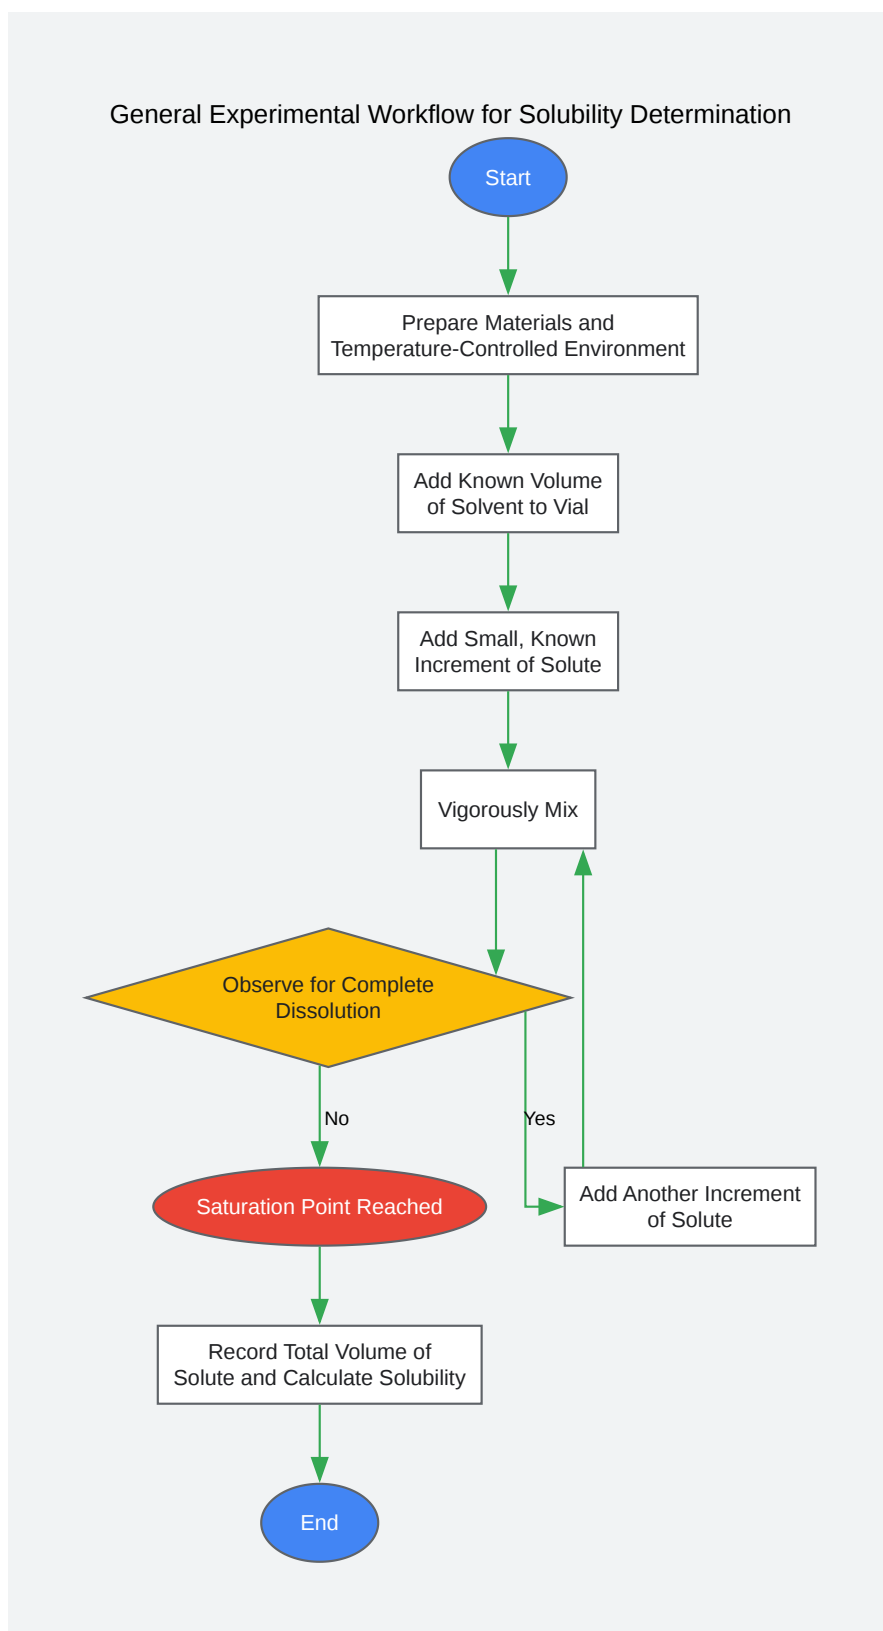 General Experimental Workflow for Solubility Determination
Start
Prepare Materials and
Temperature-Controlled Environment
Add Known Volume
of Solvent to Vial
Add Small, Known
Increment of Solute
Vigorously Mix
Observe for Complete
Dissolution
No
Yes
Saturation Point Reached
Add Another Increment
of Solute
Record Total Volume of
Solute and Calculate Solubility
End